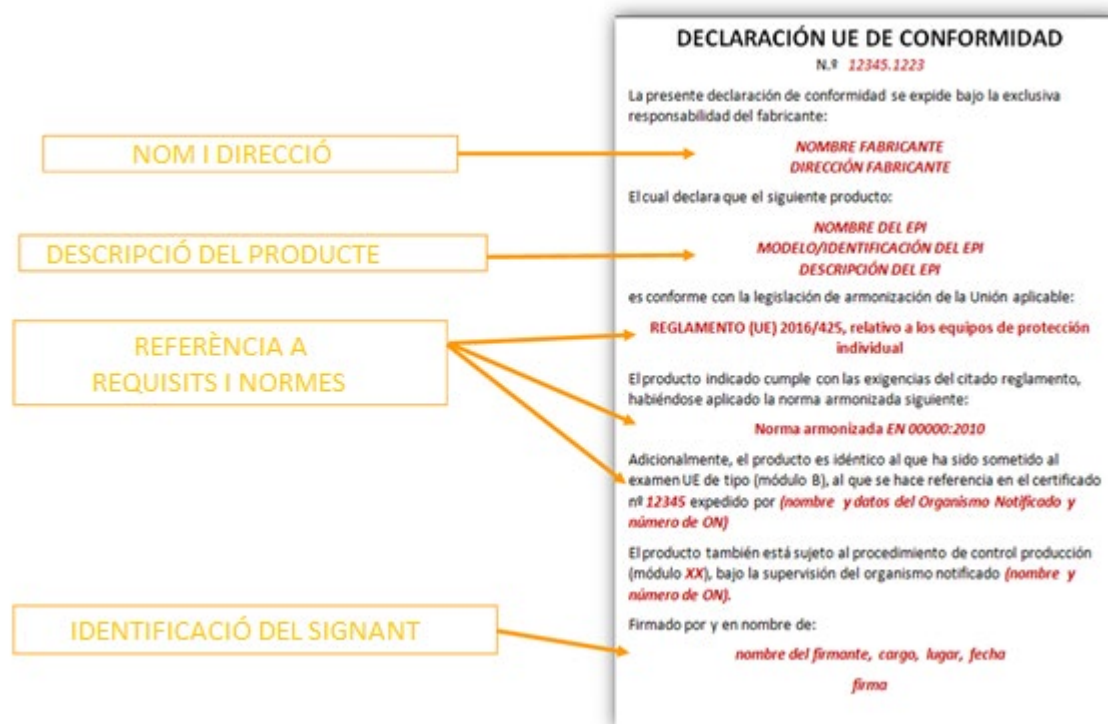 NOM I DIRECCIÓ
DESCRIPCIÓ DEL PRODUCTE
REFERÈNCIA A
REQUISITS I NORMES
IDENTIFICACIÓ DEL SIGNANT
DECLARACIÓN UE DE CONFORMIDAD
N.º 12345.1223
La presente declaración de conformidad se expide bajo la exclusiva
responsabilidad del fabricante:
NOMBRE FABRICANTE
DIRECCIÓN FABRICANTE
El cual declara que el siguiente producto:
NOMBRE DEL EPI
MODELO/IDENTIFICACIÓN DEL EPI
DESCRIPCIÓN DEL EPI
es conforme con la legislación de armonización de la Unión aplicable:
REGLAMENTO (UE) 2016/425, relativo a los equipos de protección
individual
El producto indicado cumple con las exigencias del citado reglamento,
habiéndose aplicado la norma armonizada siguiente:
Norma armonizada EN 00000:2010
Adicionalmente, el producto es idéntico al que ha sido sometido al
examen UE de tipo (módulo B), al que se hace referencia en el certificado
nº 12345 expedido por (nombre y datos del Organismo Notificado y
número de ON)
El producto también está sujeto al procedimiento de control producción
(módulo XX), bajo la supervisión del organismo notificado (nombre y
número de ON).
Firmado por y en nombre de:
nombre del firmante, cargo, lugar, fecha
firma